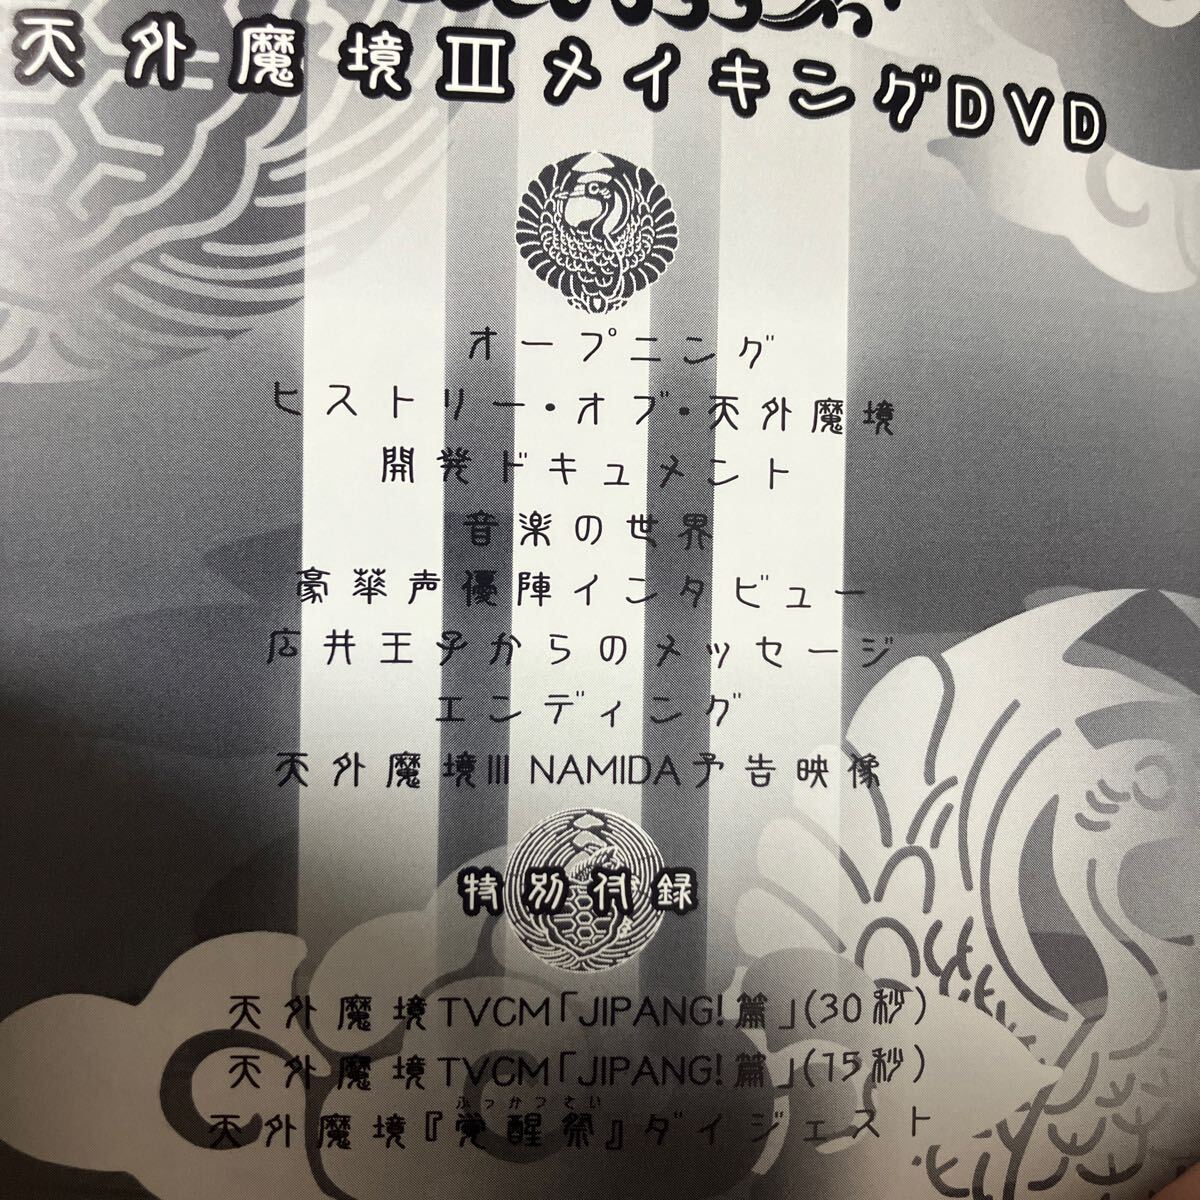 天外魔境III メイキングDVD
オープニング
ヒストリー・オブ・天外魔境
開発ドキュメント
音楽の世界
豪華声優陣インタビュー
広井王子からのメッセージ
エンディング
天外魔境III NAMIDA予告映像
特別付録
天外魔境TVCM「JIPANG!篇」(30秒)
天外魔境TVCM「JIPANG!篇」(15秒)
ふっかつさい
天外魔境『覚醒祭』ダイジェスト